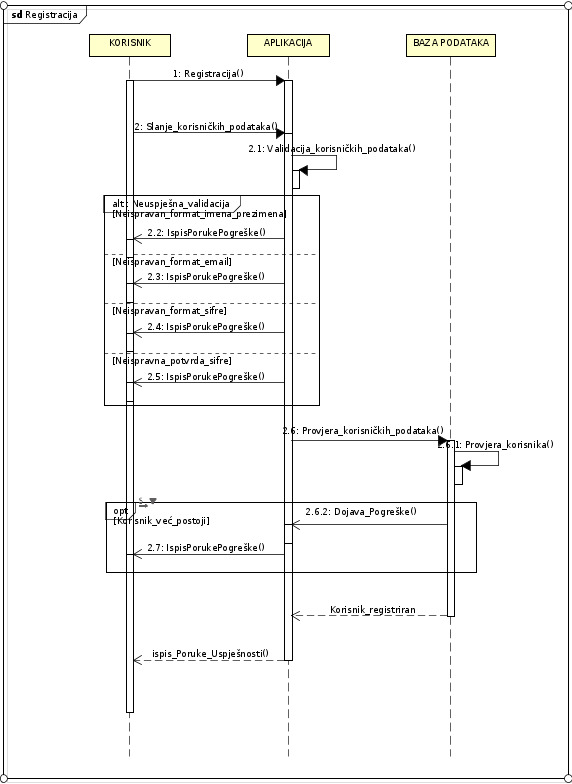 sd Registracija
KORISNIK
APLIKACIJA
BAZA PODATAKA
1: Registracija()
2: Slanje_korisničkih_podataka()
2.1: Validacija_korisničkih_podataka()
alt: Neuspješna_validacija
[Neispravan_format_imena_prezimena]
2.2: IspisPorukePogreške()
[Neispravan_format_email]
2.3: IspisPorukePogreške()
[Neispravan_format_sifre]
2.4: IspisPorukePogreške()
[Neispravna_potvrda_sifre]
2.5: IspisPorukePogreške()
2.6: Provjera_korisničkih_podataka()
2.6.1: Provjera_korisnika()
opt
[Korisnik_već_postoji]
2.6.2: Dojava_Pogreške()
2.7: IspisPorukePogreške()
Korisnik_registriran
ispis_Poruke_Uspješnosti()